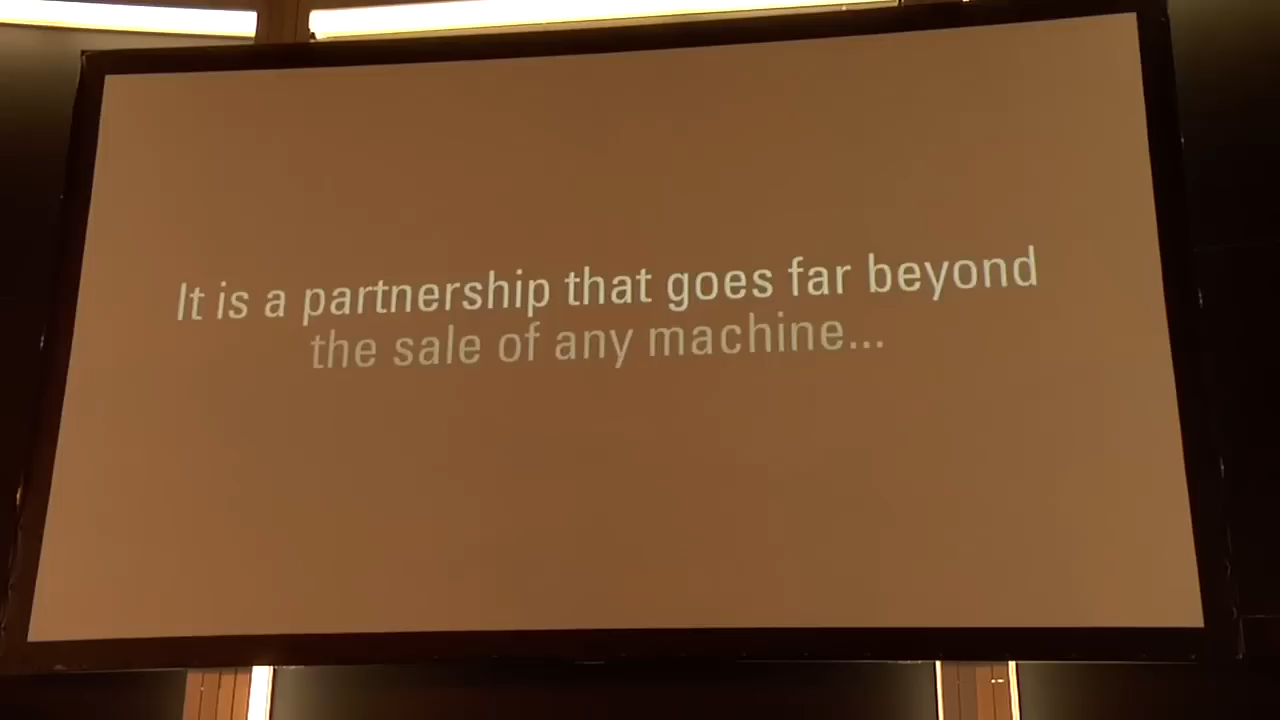 It is a partnership that goes far beyond
the sale of any machine...